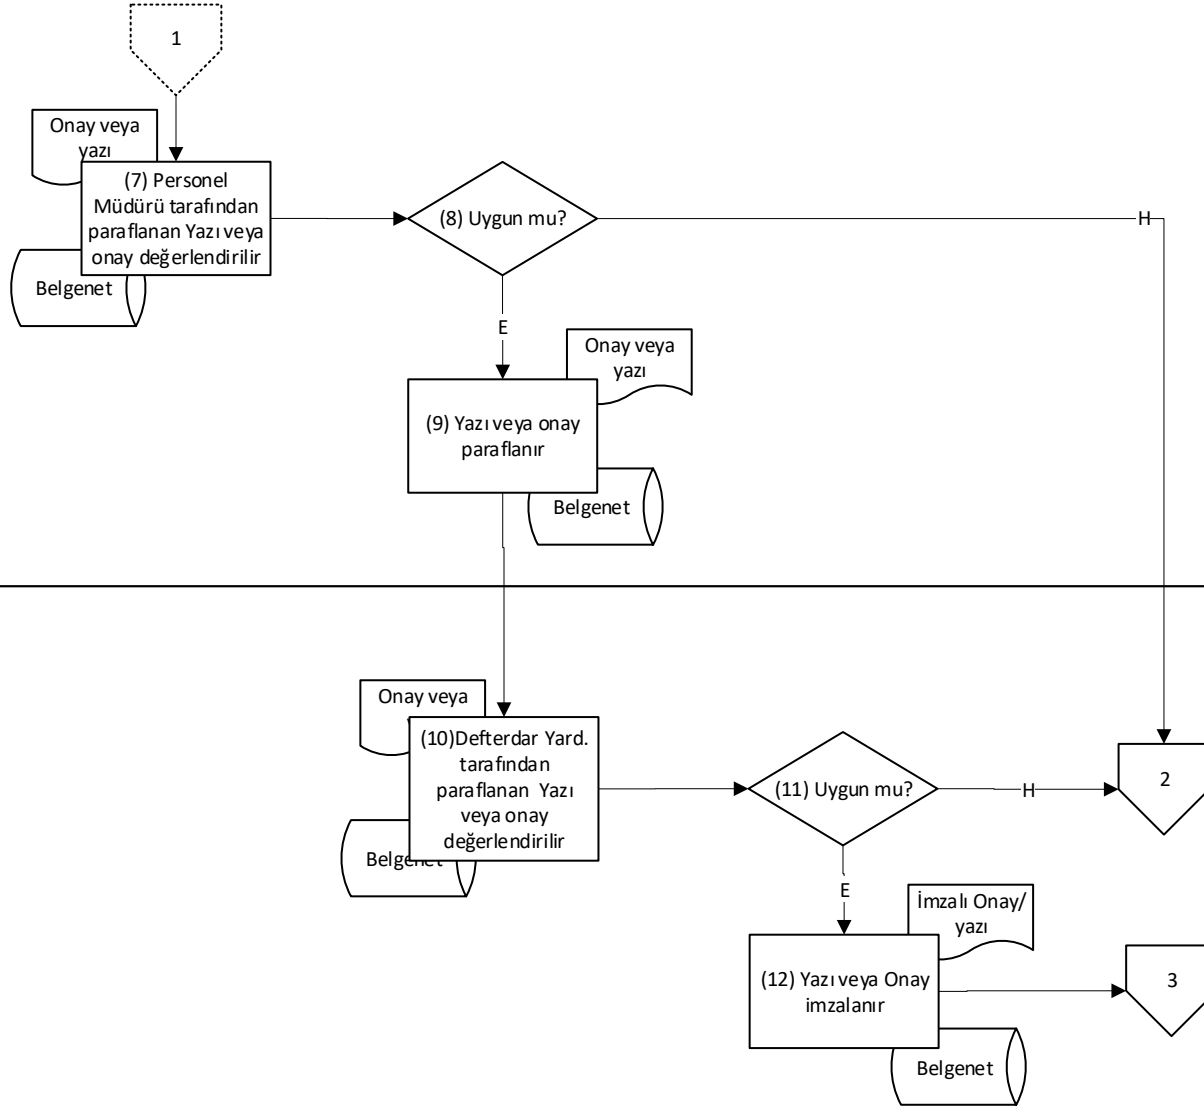 1
Onay veya
yazı
(7) Personel
Müdürü tarafından
paraflanan Yazı veya
onay değerlendirilir
Belgenet
(8) Uygun mu?
H
E
Onay veya
yazı
(9) Yazı veya onay
paraflanır
Belgenet
Onay veya
(10)Defterdar Yard.
tarafından
paraflanan Yazı
veya onay
değerlendirilir
Belgenet
(11) Uygun mu?
H
2
E
İmzalı Onay/
yazı
(12) Yazı veya Onay
imzalanır
3
Belgenet